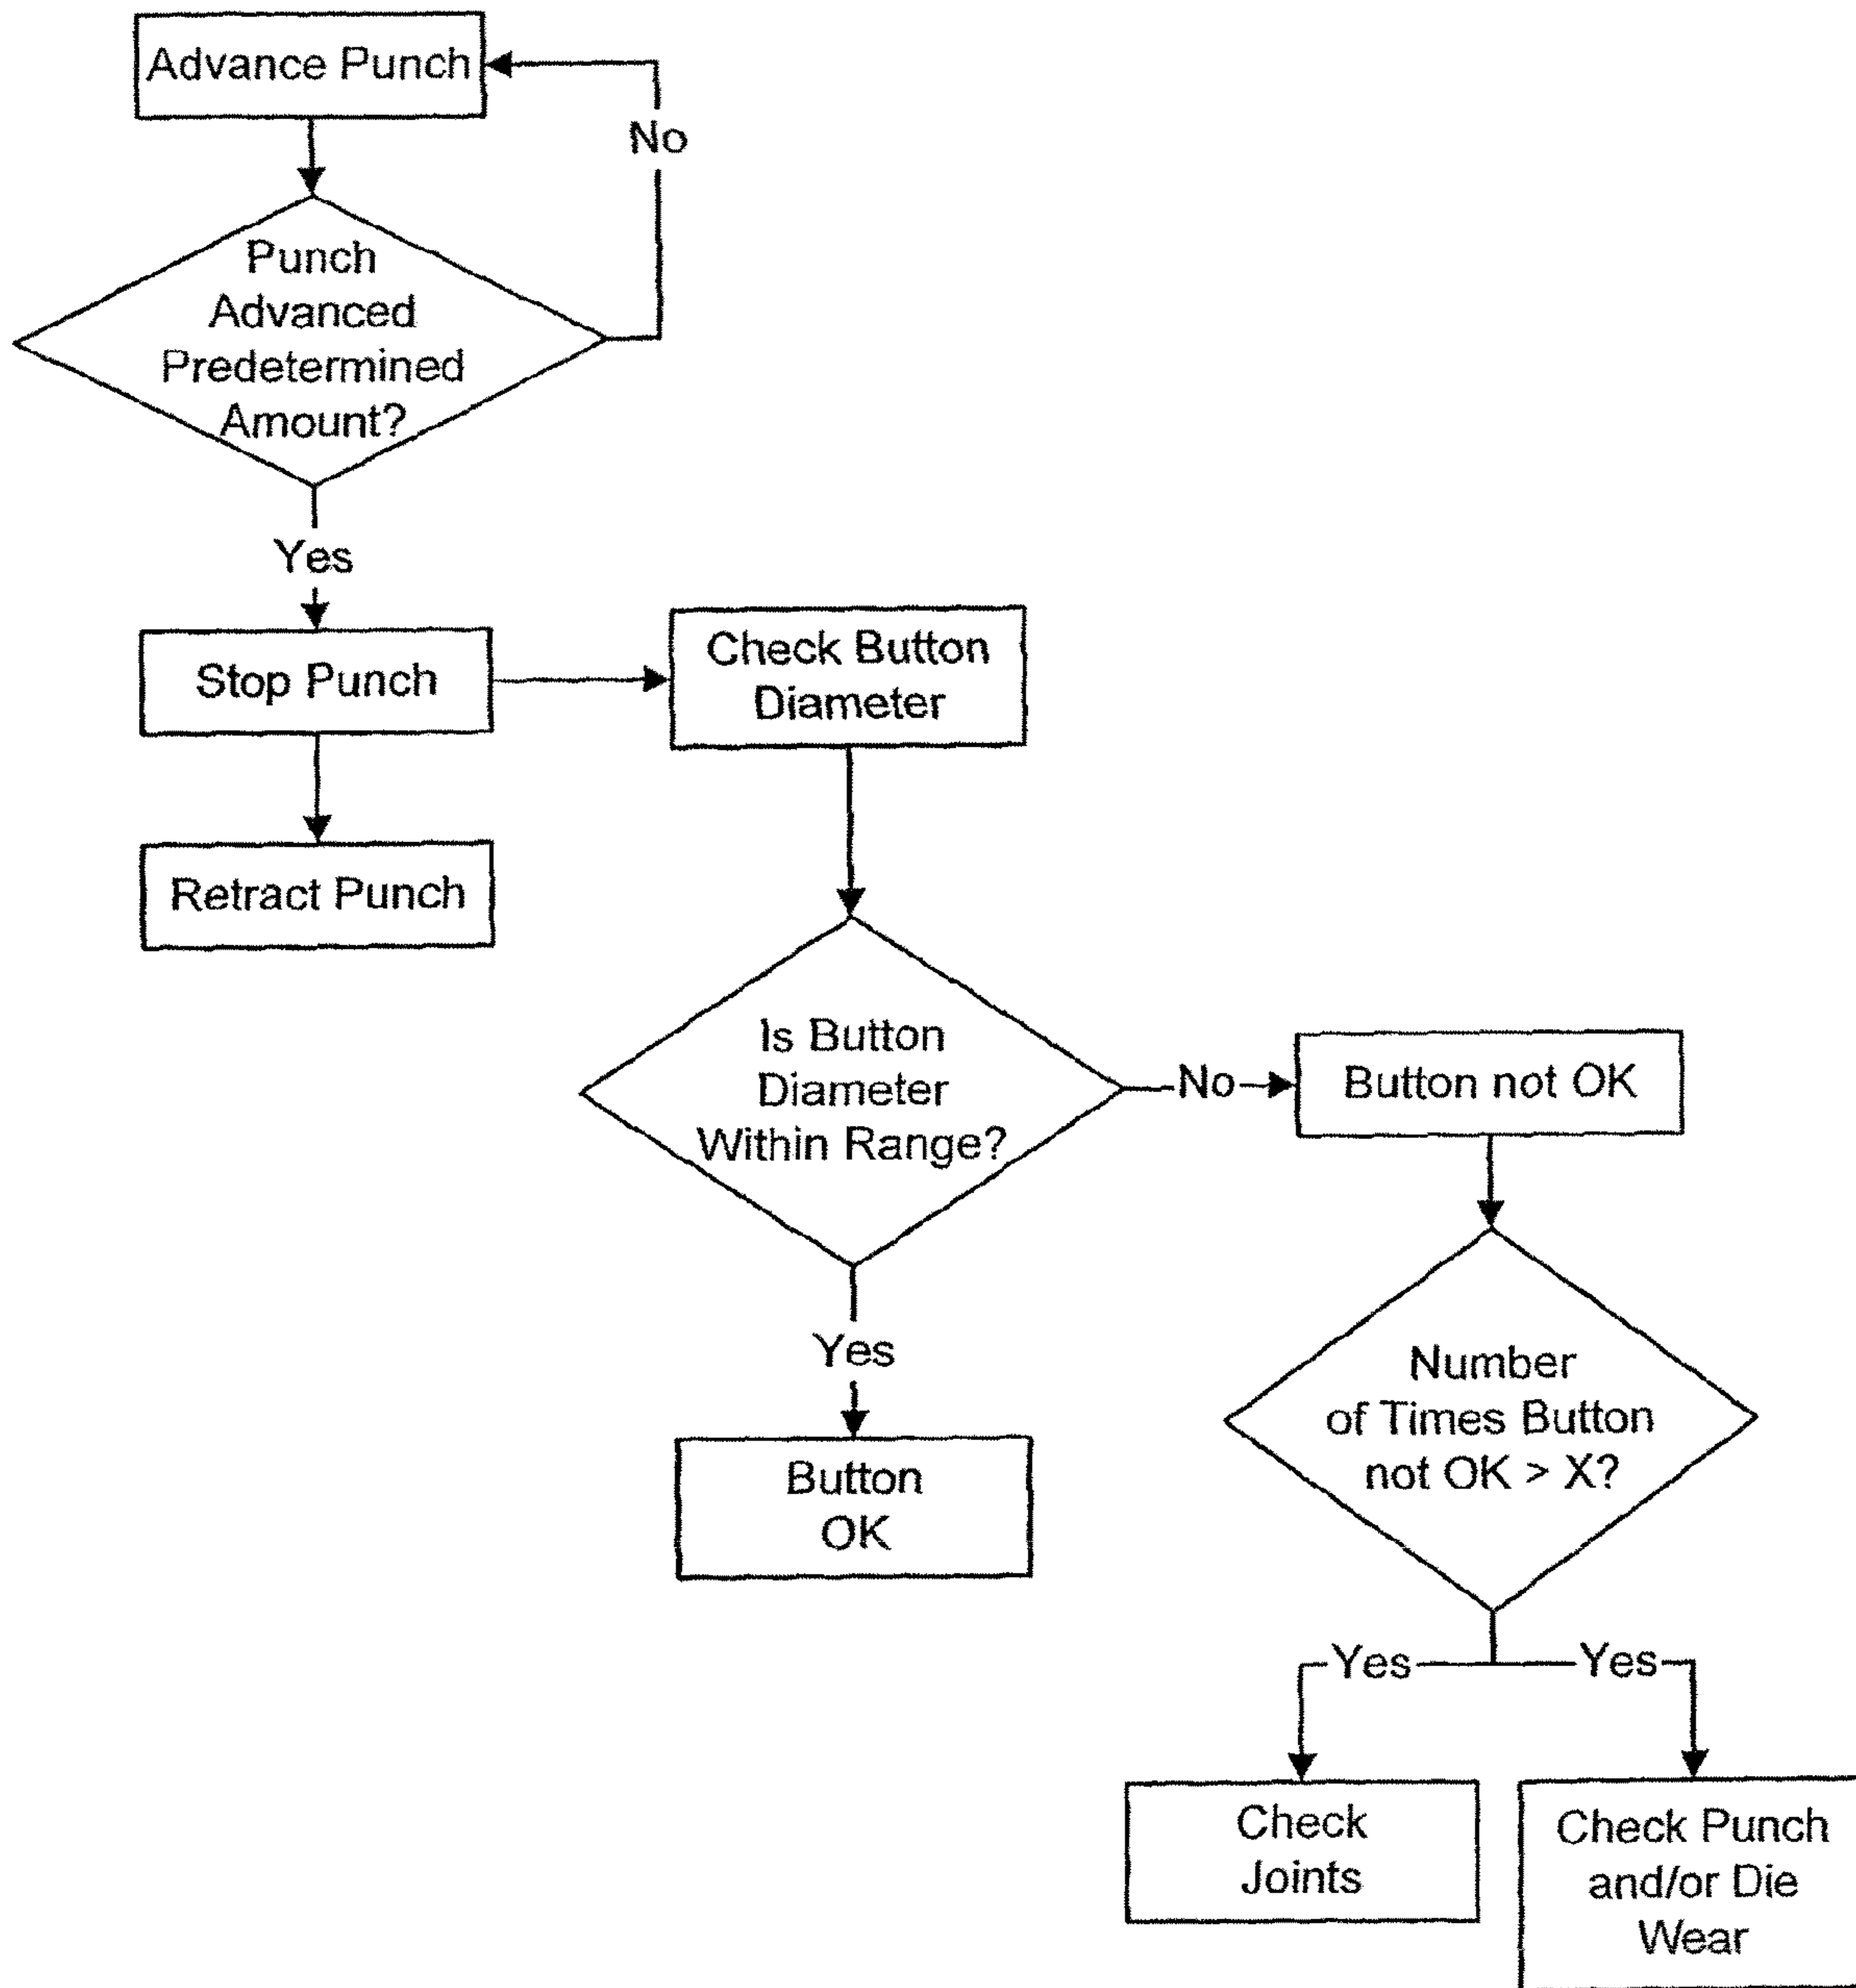 Advance Punch
No
Punch
Advanced
Predetermined
Amount?
Yes
Stop Punch
Check Button
Diameter
Retract Punch
Is Button
Diameter
Within Range?
No
Button not OK
Yes
Number
of Times Button
not OK > X?
Button
OK
Yes
Yes
Check
Joints
Check Punch
and/or Die
Wear